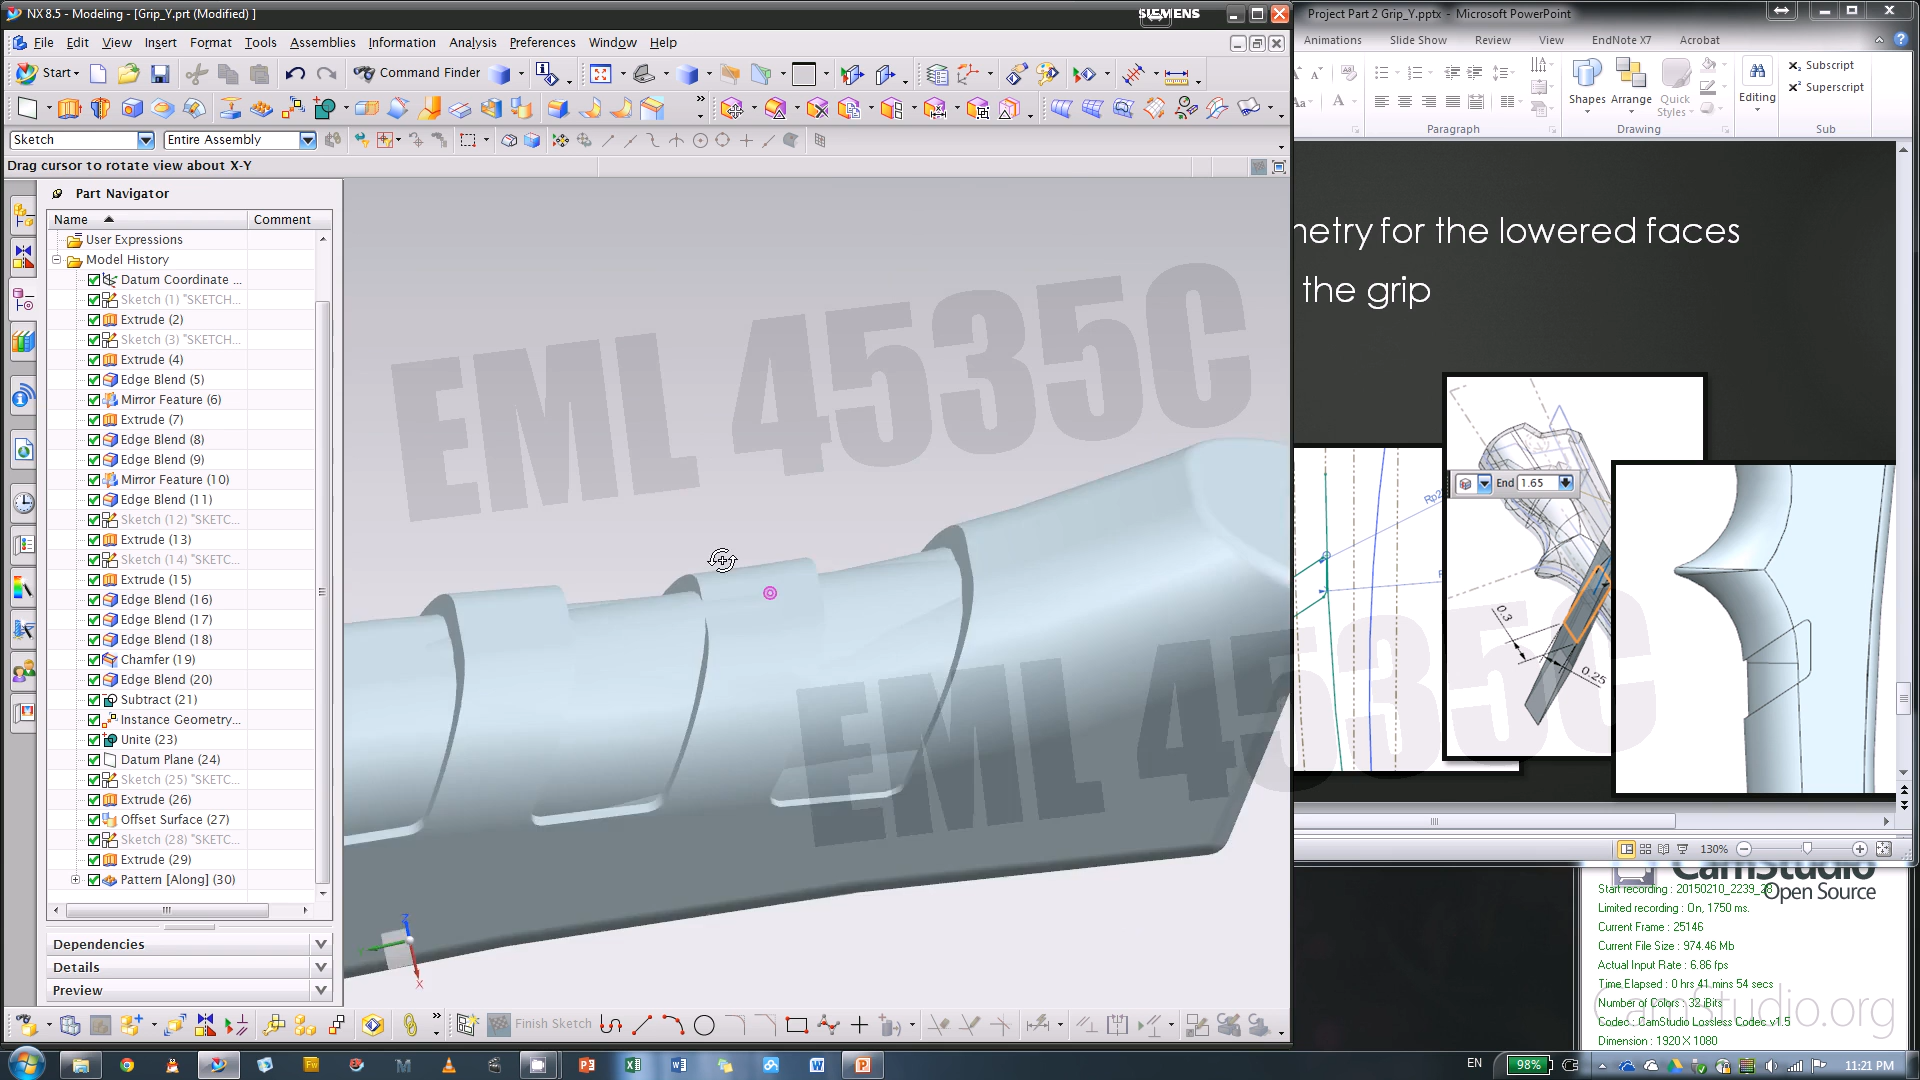 NX 8.5 - Modeling - [Grip_Y.prt (Modified) ]
SIEMENS
File Edit View Insert Format Tools Assemblies Information Analysis Preferences Window Help
Start
Command Finder
Sketch
Entire Assembly
Drag cursor to rotate view about X-Y
Part Navigator
Name
Comment
User Expressions
Model History
Datum Coordinate ...
Sketch (1) "SKETCH...
Extrude (2)
Sketch (3) "SKETCH...
Extrude (4)
Edge Blend (5)
Mirror Feature (6)
Extrude (7)
Edge Blend (8)
Edge Blend (9)
Mirror Feature (10)
Edge Blend (11)
Sketch (12) "SKETC...
Extrude (13)
Sketch (14) "SKETC...
Extrude (15)
Edge Blend (16)
Edge Blend (17)
Edge Blend (18)
Chamfer (19)
Edge Blend (20)
Subtract (21)
Instance Geometry...
Unite (23)
Datum Plane (24)
Sketch (25) "SKETC...
Extrude (26)
Offset Surface (27)
Sketch (28) "SKETC...
Extrude (29)
Pattern [Along] (30)
Dependencies
Details
Preview
EML 4535C
EML 4535C
Z
X
Finish Sketch
Project Part 2 Grip_Y.pptx - Microsoft PowerPoint
Animations Slide Show Review View EndNote X7 Acrobat
Shapes
Arrange
Quick
Styles
Editing
Subscript
Superscript
Paragraph
Drawing
Sub
netry for the lowered faces
the grip
End 1.65
0.3
0.25
130%
CamStudio
Open Source
Start recording : 20150210_2239_28
Limited recording : On, 1750 ms.
Current Frame : 25146
Current File Size : 974.46 Mb
Actual Input Rate : 6.86 fps
Time Elapsed : 0 hrs 41 mins 54 secs
Number of Colors : 32 Bits
Codec : CamStudio Lossless Codec v1.5
Dimension : 1920 X 1080
CamStudio.org
EN
98%
11:21 PM